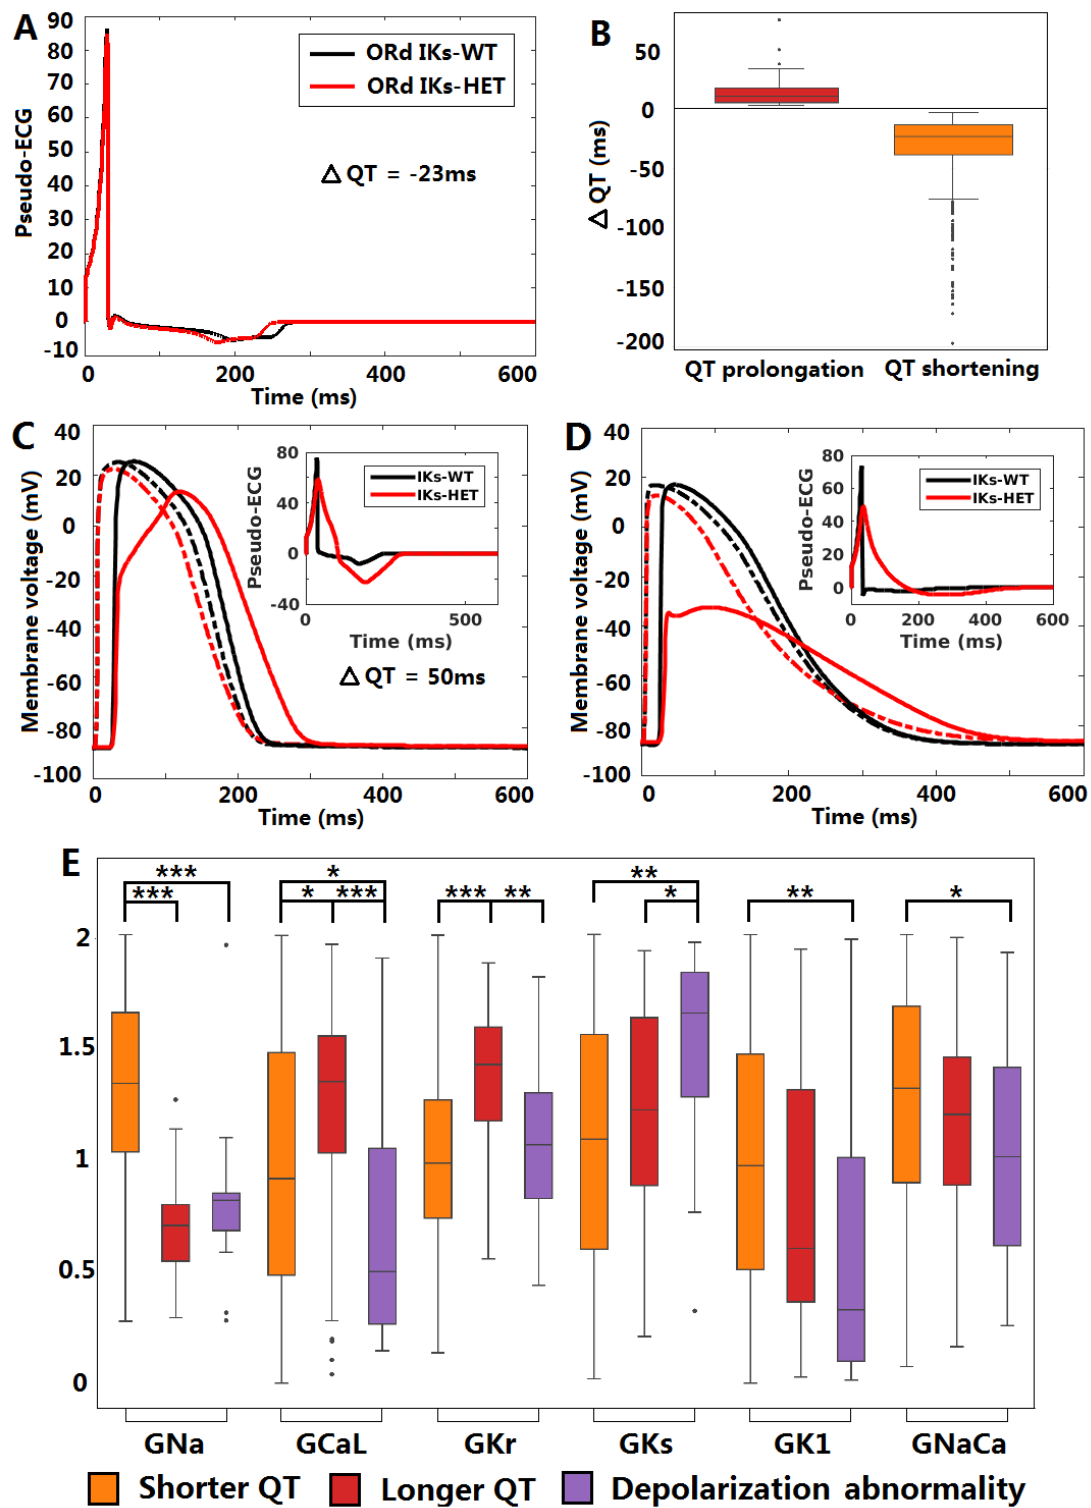 A
90
80
70
60
50
40
30
20
10
0
-10
Pseudo-ECG
ORd IKs-WT
ORd IKs-HET
△ QT = -23ms
0 200 400 600
Time (ms)
B
50
0
-50
-100
-150
-200
△ QT (ms)
QT prolongation QT shortening
C
40
20
0
-20
-40
-60
-80
-100
Membrane voltage (mV)
80
40
0
-40
Pseudo-ECG
IKs-WT
IKs-HET
500
Time (ms)
△ QT = 50ms
0 200 400 600
Time (ms)
D
40
20
0
-20
-40
-60
-80
-100
Membrane voltage (mV)
80
60
40
20
0
Pseudo-ECG
IKs-WT
IKs-HET
0 200 400 600
Time (ms)
0 200 400 600
Time (ms)
E
*** * ** ** *
*** * *** *** ** *
2
1.5
1
0.5
0
GNa GCaL GKr GKs GK1 GNaCa
Shorter QT Longer QT Depolarization abnormality